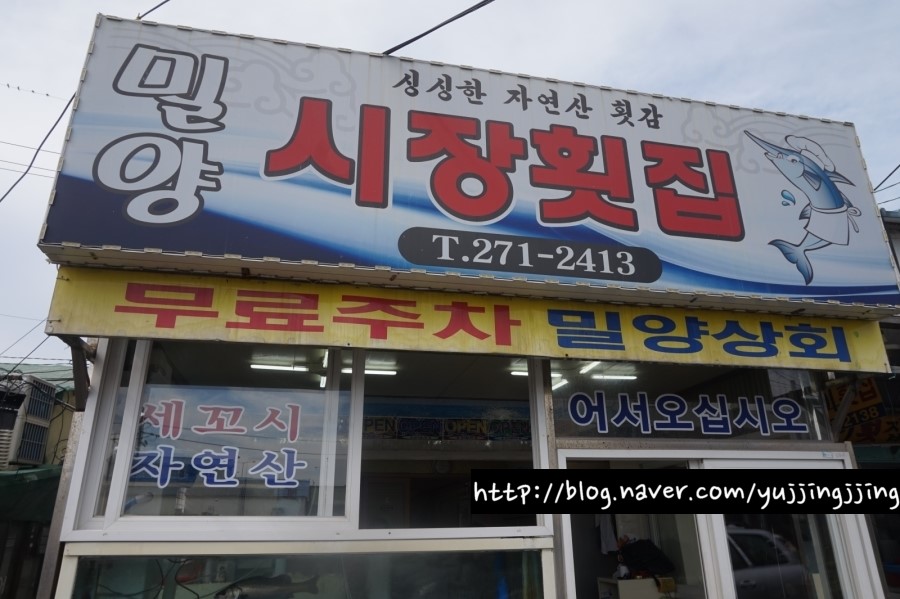 싱싱한 자연산 횟감
밀양 시장횟집
T.271-2413
무료주차 밀양상회
세꼬시
자연산
어서오십시오
OPEN OPEN
http://blog.naver.com/yujjingjjing